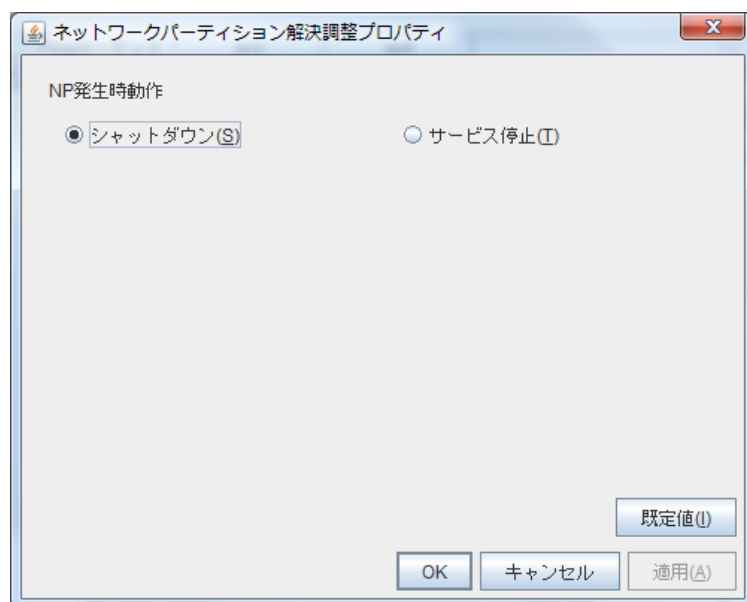 ネットワークパーティション解決調整プロパティ
NP発生時動作
シャットダウン(S) サービス停止(T)
既定値(I)
OK キャンセル 適用(A)